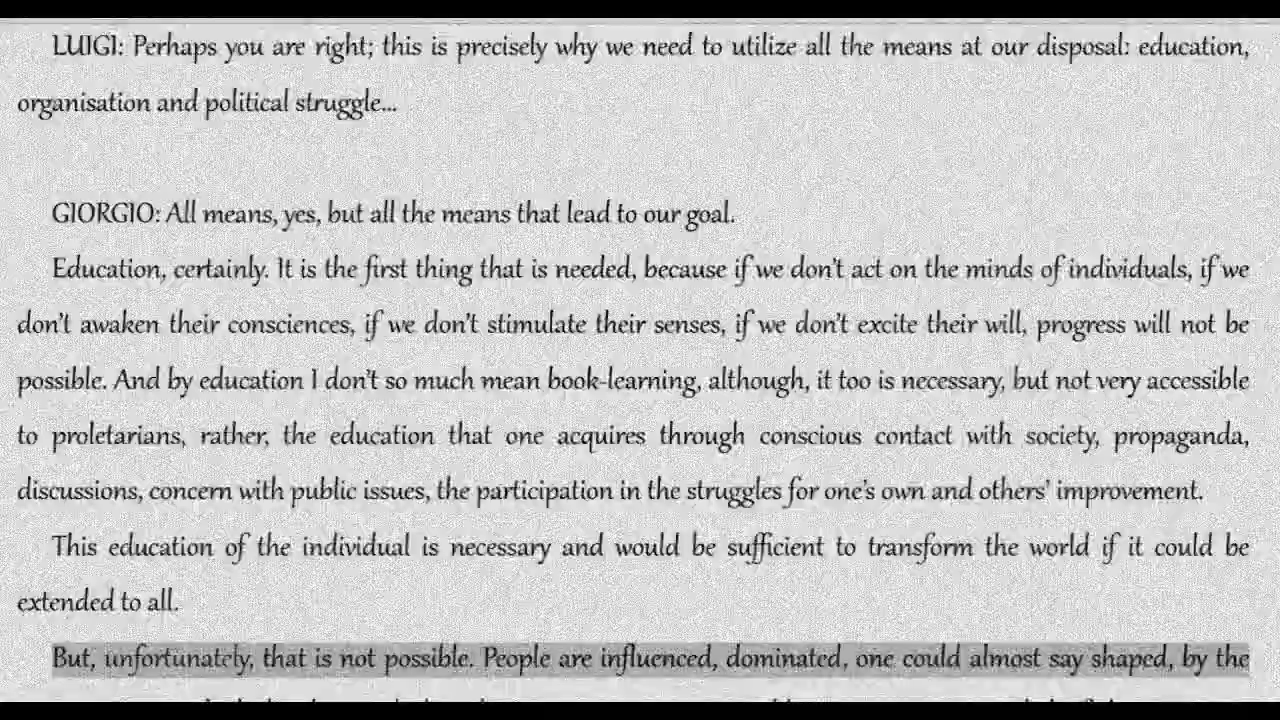 LUIGI: Perhaps you are right; this is precisely why we need to utilize all the means at our disposal: education,
organisation and political struggle...
GIORGIO: All means, yes, but all the means that lead to our goal.
Education, certainly. It is the first thing that is needed, because if we don't act on the minds of individuals, if we
don't awaken their consciences, if we don't stimulate their senses, if we don't excite their will, progress will not be
possible. And by education I don't so much mean book-learning, although, it too is necessary, but not very accessible
to proletarians, rather, the education that one acquires through conscious contact with society, propaganda,
discussions, concern with public issues, the participation in the struggles for one's own and others' improvement.
This education of the individual is necessary and would be sufficient to transform the world if it could be
extended to all.
But, unfortunately, that is not possible. People are influenced, dominated, one could almost say shaped, by the